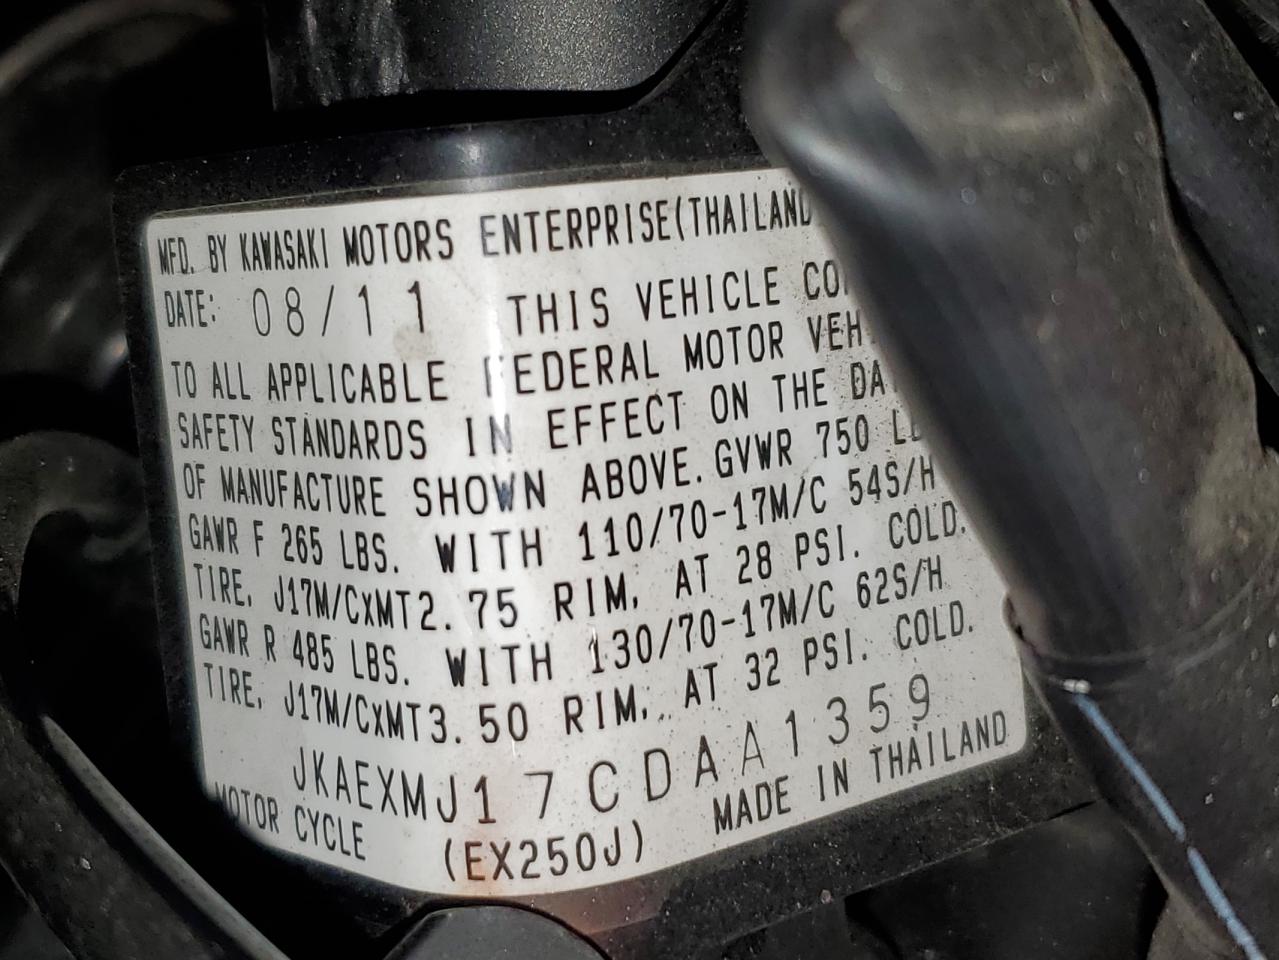 MFD. BY KAWASAKI MOTORS ENTERPRISE(THAILAND
DATE: 08/11 THIS VEHICLE
TO ALL APPLICABLE FEDERAL MOTOR
SAFETY STANDARDS IN EFFECT ON THE
OF MANUFACTURE SHOWN ABOVE. GVWR 750
GAWR F 265 LBS. WITH 110/70-17M/C 54S/H
TIRE, J17M/CxMT2.75 RIM, AT 28 PSI. COLD.
GAWR R 485 LBS. WITH 130/70-17M/C 62S/H
TIRE, J17M/CxMT3.50 RIM, AT 32 PSI. COLD.
JKAEXMJ17CDAA1359
MOTOR CYCLE (EX250J) MADE IN THAILAND